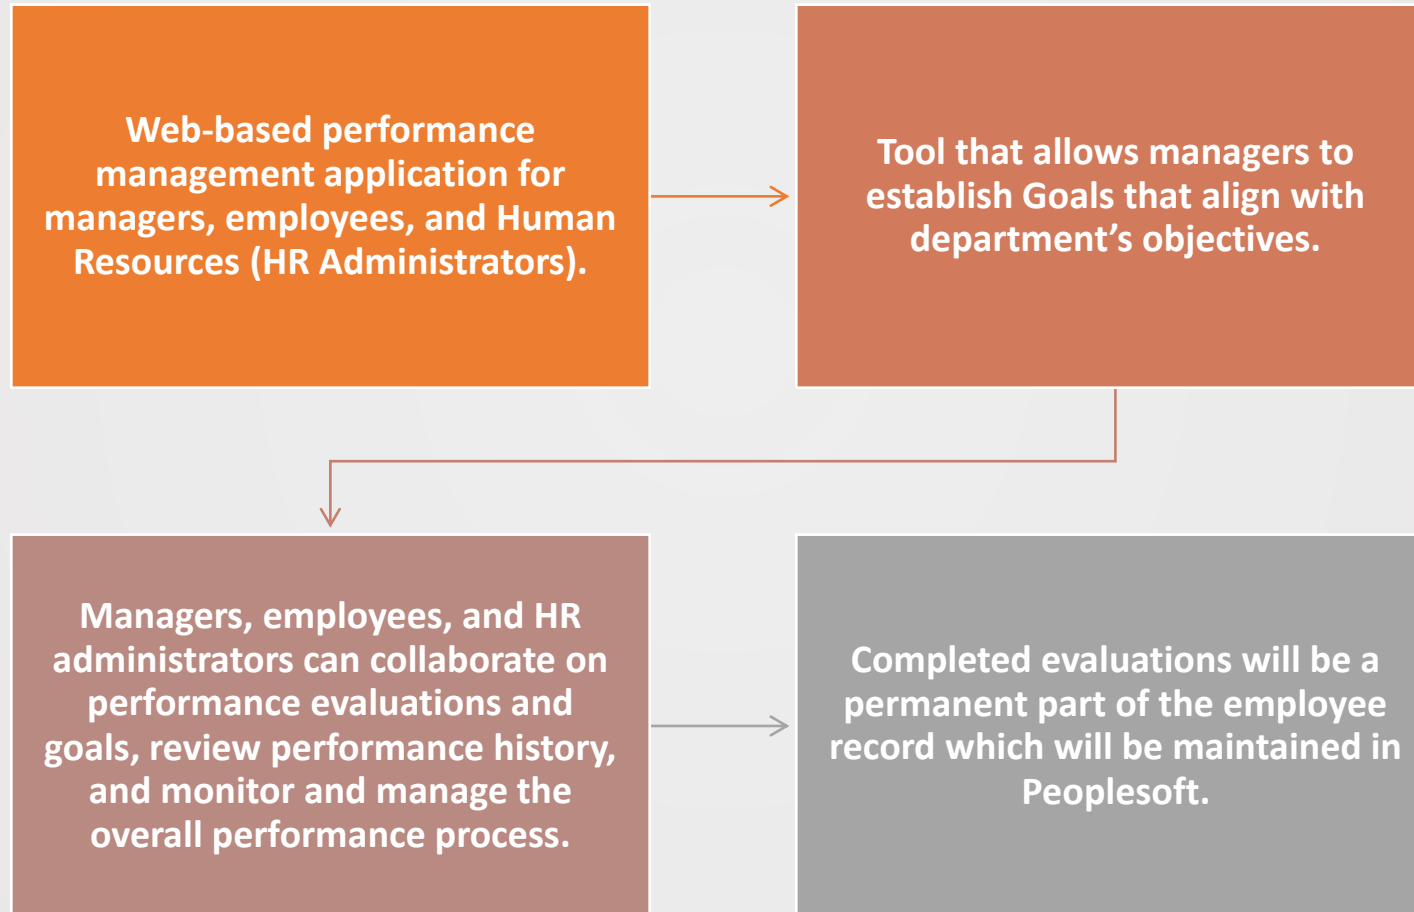 Web-based performance
management application for
managers, employees, and Human
Resources (HR Administrators).
Tool that allows managers to
establish Goals that align with
department’s objectives.
Managers, employees, and HR
administrators can collaborate on
performance evaluations and
goals, review performance history,
and monitor and manage the
overall performance process.
Completed evaluations will be a
permanent part of the employee
record which will be maintained in
Peoplesoft.